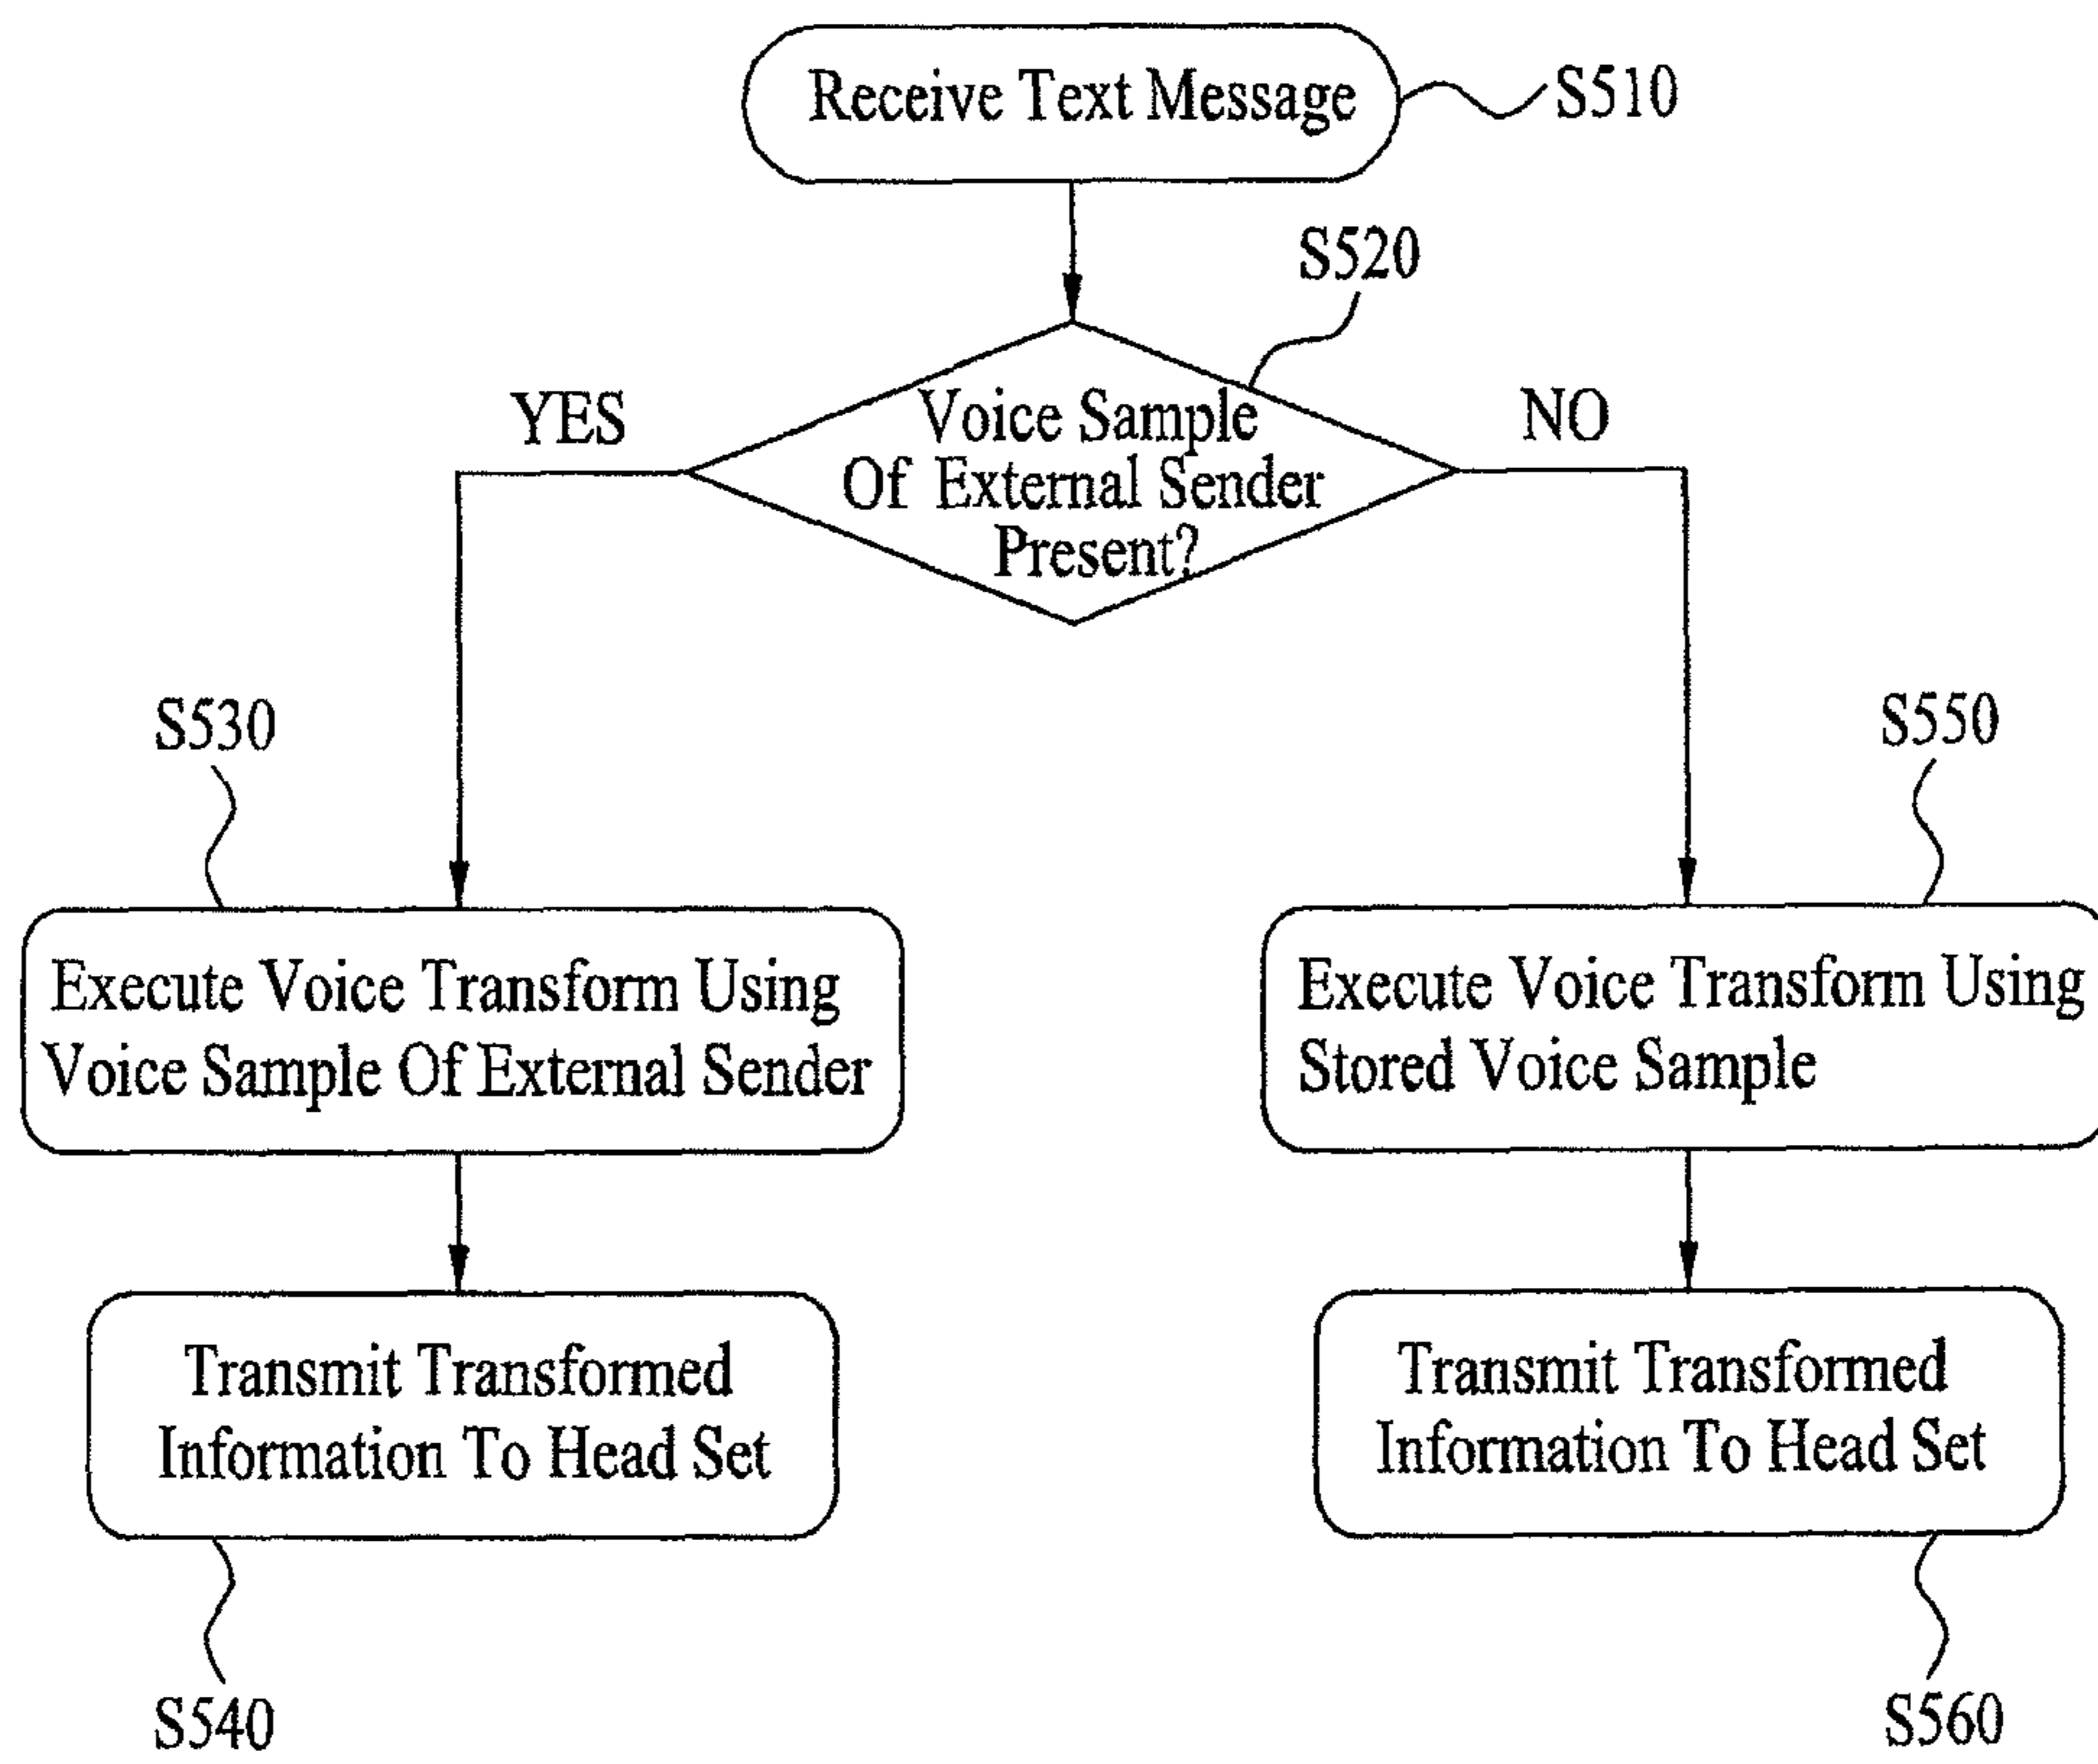 Receive Text Message
S510
S520
YES
Voice Sample
Of External Sender
Present?
NO
S530
S550
Execute Voice Transform Using
Voice Sample Of External Sender
Execute Voice Transform Using
Stored Voice Sample
Transmit Transformed
Information To Head Set
Transmit Transformed
Information To Head Set
S540
S560